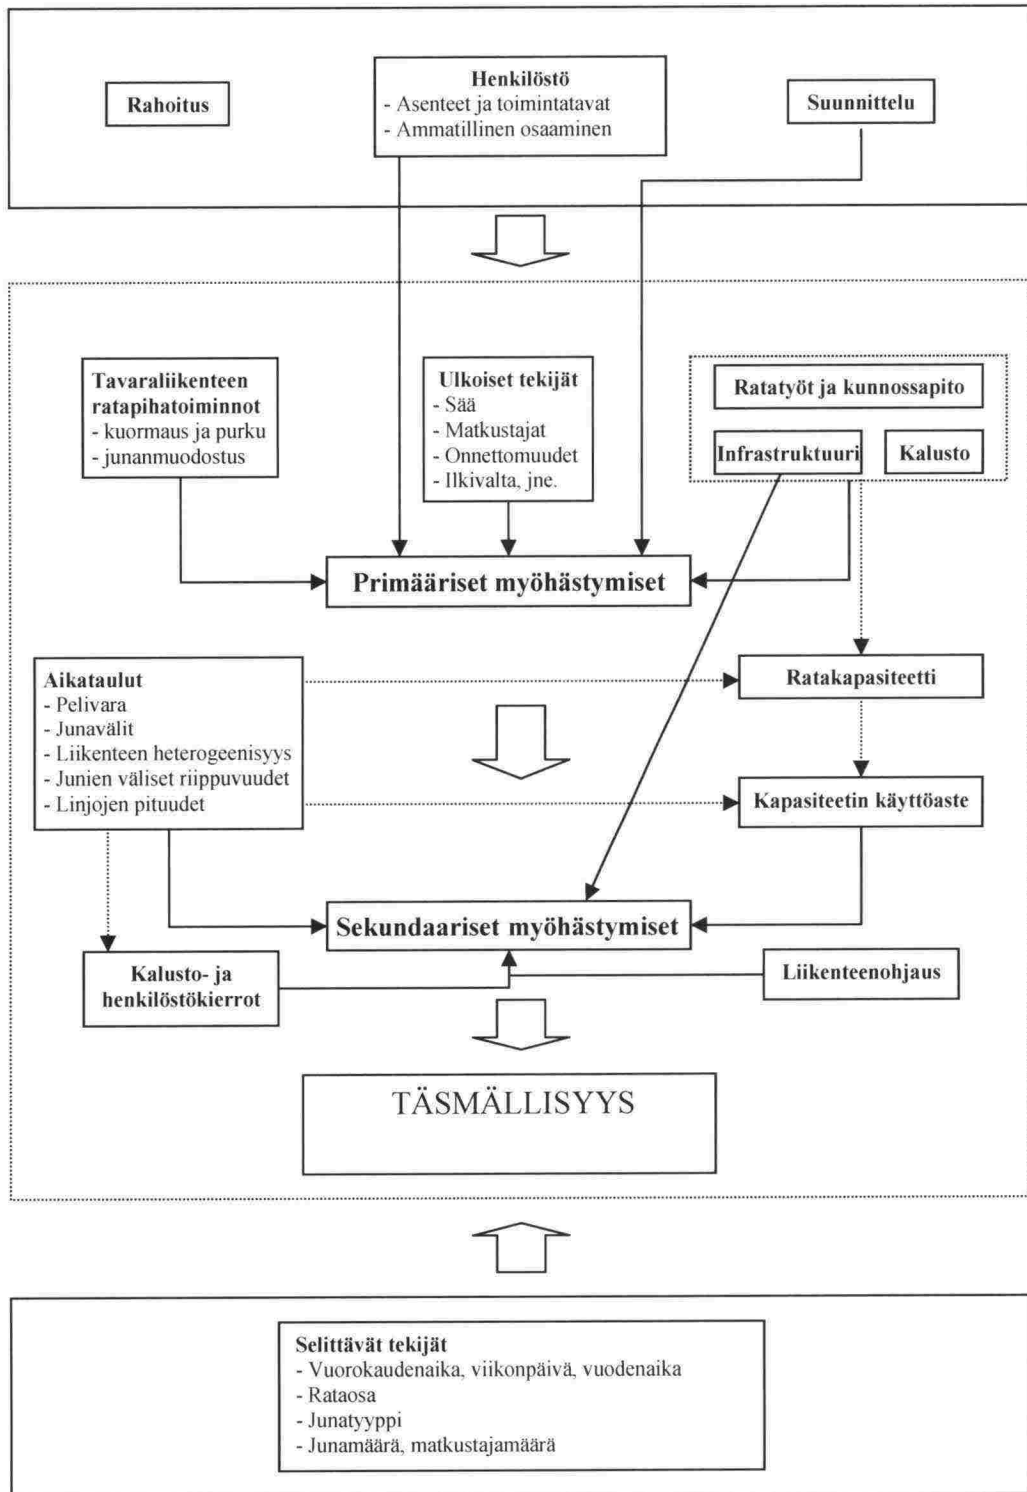 Rahoitus
Henkilöstö
- Asenteet ja toimintatavat
- Ammatillinen osaaminen
Suunnittelu
Tavaraliikenteen
ratapihatoiminnot
- kuormaus ja purku
- junanmuodostus
Ulkoiset tekijät
- Sää
- Matkustajat
- Onnettomuudet
- Ilkivalta, jne.
Ratatyöt ja kunnossapito
Infrastruktuuri
Kalusto
Primääriset myöhästymiset
Aikataulut
- Pelivara
- Junavälit
- Liikenteen heterogeenisyys
- Junien väliset riippuvuudet
- Linjojen pituudet
Ratakapasiteetti
Kapasiteetin käyttöaste
Sekundaariset myöhästymiset
Kalusto- ja
henkilöstökierrot
Liikenteenohjaus
TÄSMÄLLISYYS
Selittävät tekijät
- Vuorokaudenaika, viikonpäivä, vuodenaika
- Rataosa
- Junatyyppi
- Junamäärä, matkustajamäärä